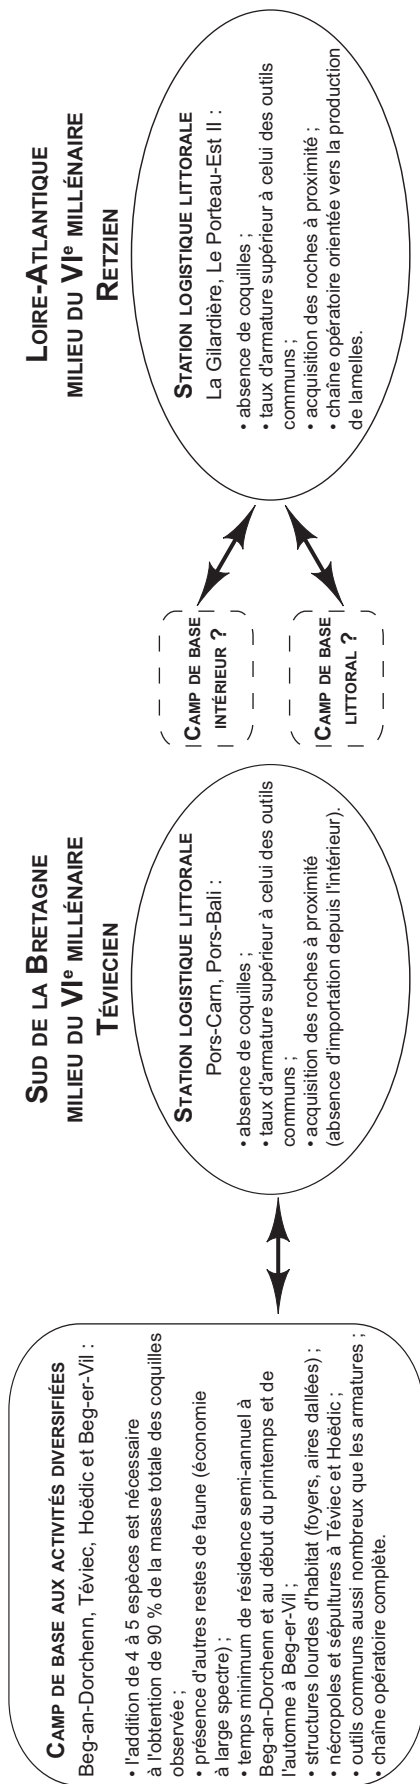 SUD DE LA BRETAGNE
MILIEU DU VIe MILLÉNAIRE
TÉVIECIEN
CAMP DE BASE AUX ACTIVITÉS DIVERSIFIÉES
Beg-an-Dorchenn, Téviec, Hoëdic et Beg-er-Vil :
• l'addition de 4 à 5 espèces est nécessaire
à l'obtention de 90 % de la masse totale des coquilles
observée ;
• présence d'autres restes de faune (économie
à large spectre) ;
• temps minimum de résidence semi-annuel à
Beg-an-Dorchenn et au début du printemps et de
l'automne à Beg-er-Vil ;
• structures lourdes d'habitat (foyers, aires dallées) ;
• nécropoles et sépultures à Téviec et Hoëdic ;
• outils communs aussi nombreux que les armatures ;
• chaîne opératoire complète.
STATION LOGISTIQUE LITTORALE
Pors-Carn, Pors-Bali :
• absence de coquilles ;
• taux d'armature supérieur à celui des outils
communs ;
• acquisition des roches à proximité
(absence d'importation depuis l'intérieur).
LOIRE-ATLANTIQUE
MILIEU DU VIe MILLÉNAIRE
RETZIEN
CAMP DE BASE
INTÉRIEUR ?
CAMP DE BASE
LITTORAL ?
STATION LOGISTIQUE LITTORALE
La Gilardière, Le Porteau-Est II :
• absence de coquilles ;
• taux d'armature supérieur à celui des outils
communs ;
• acquisition des roches à proximité ;
• chaîne opératoire orientée vers la production
de lamelles.